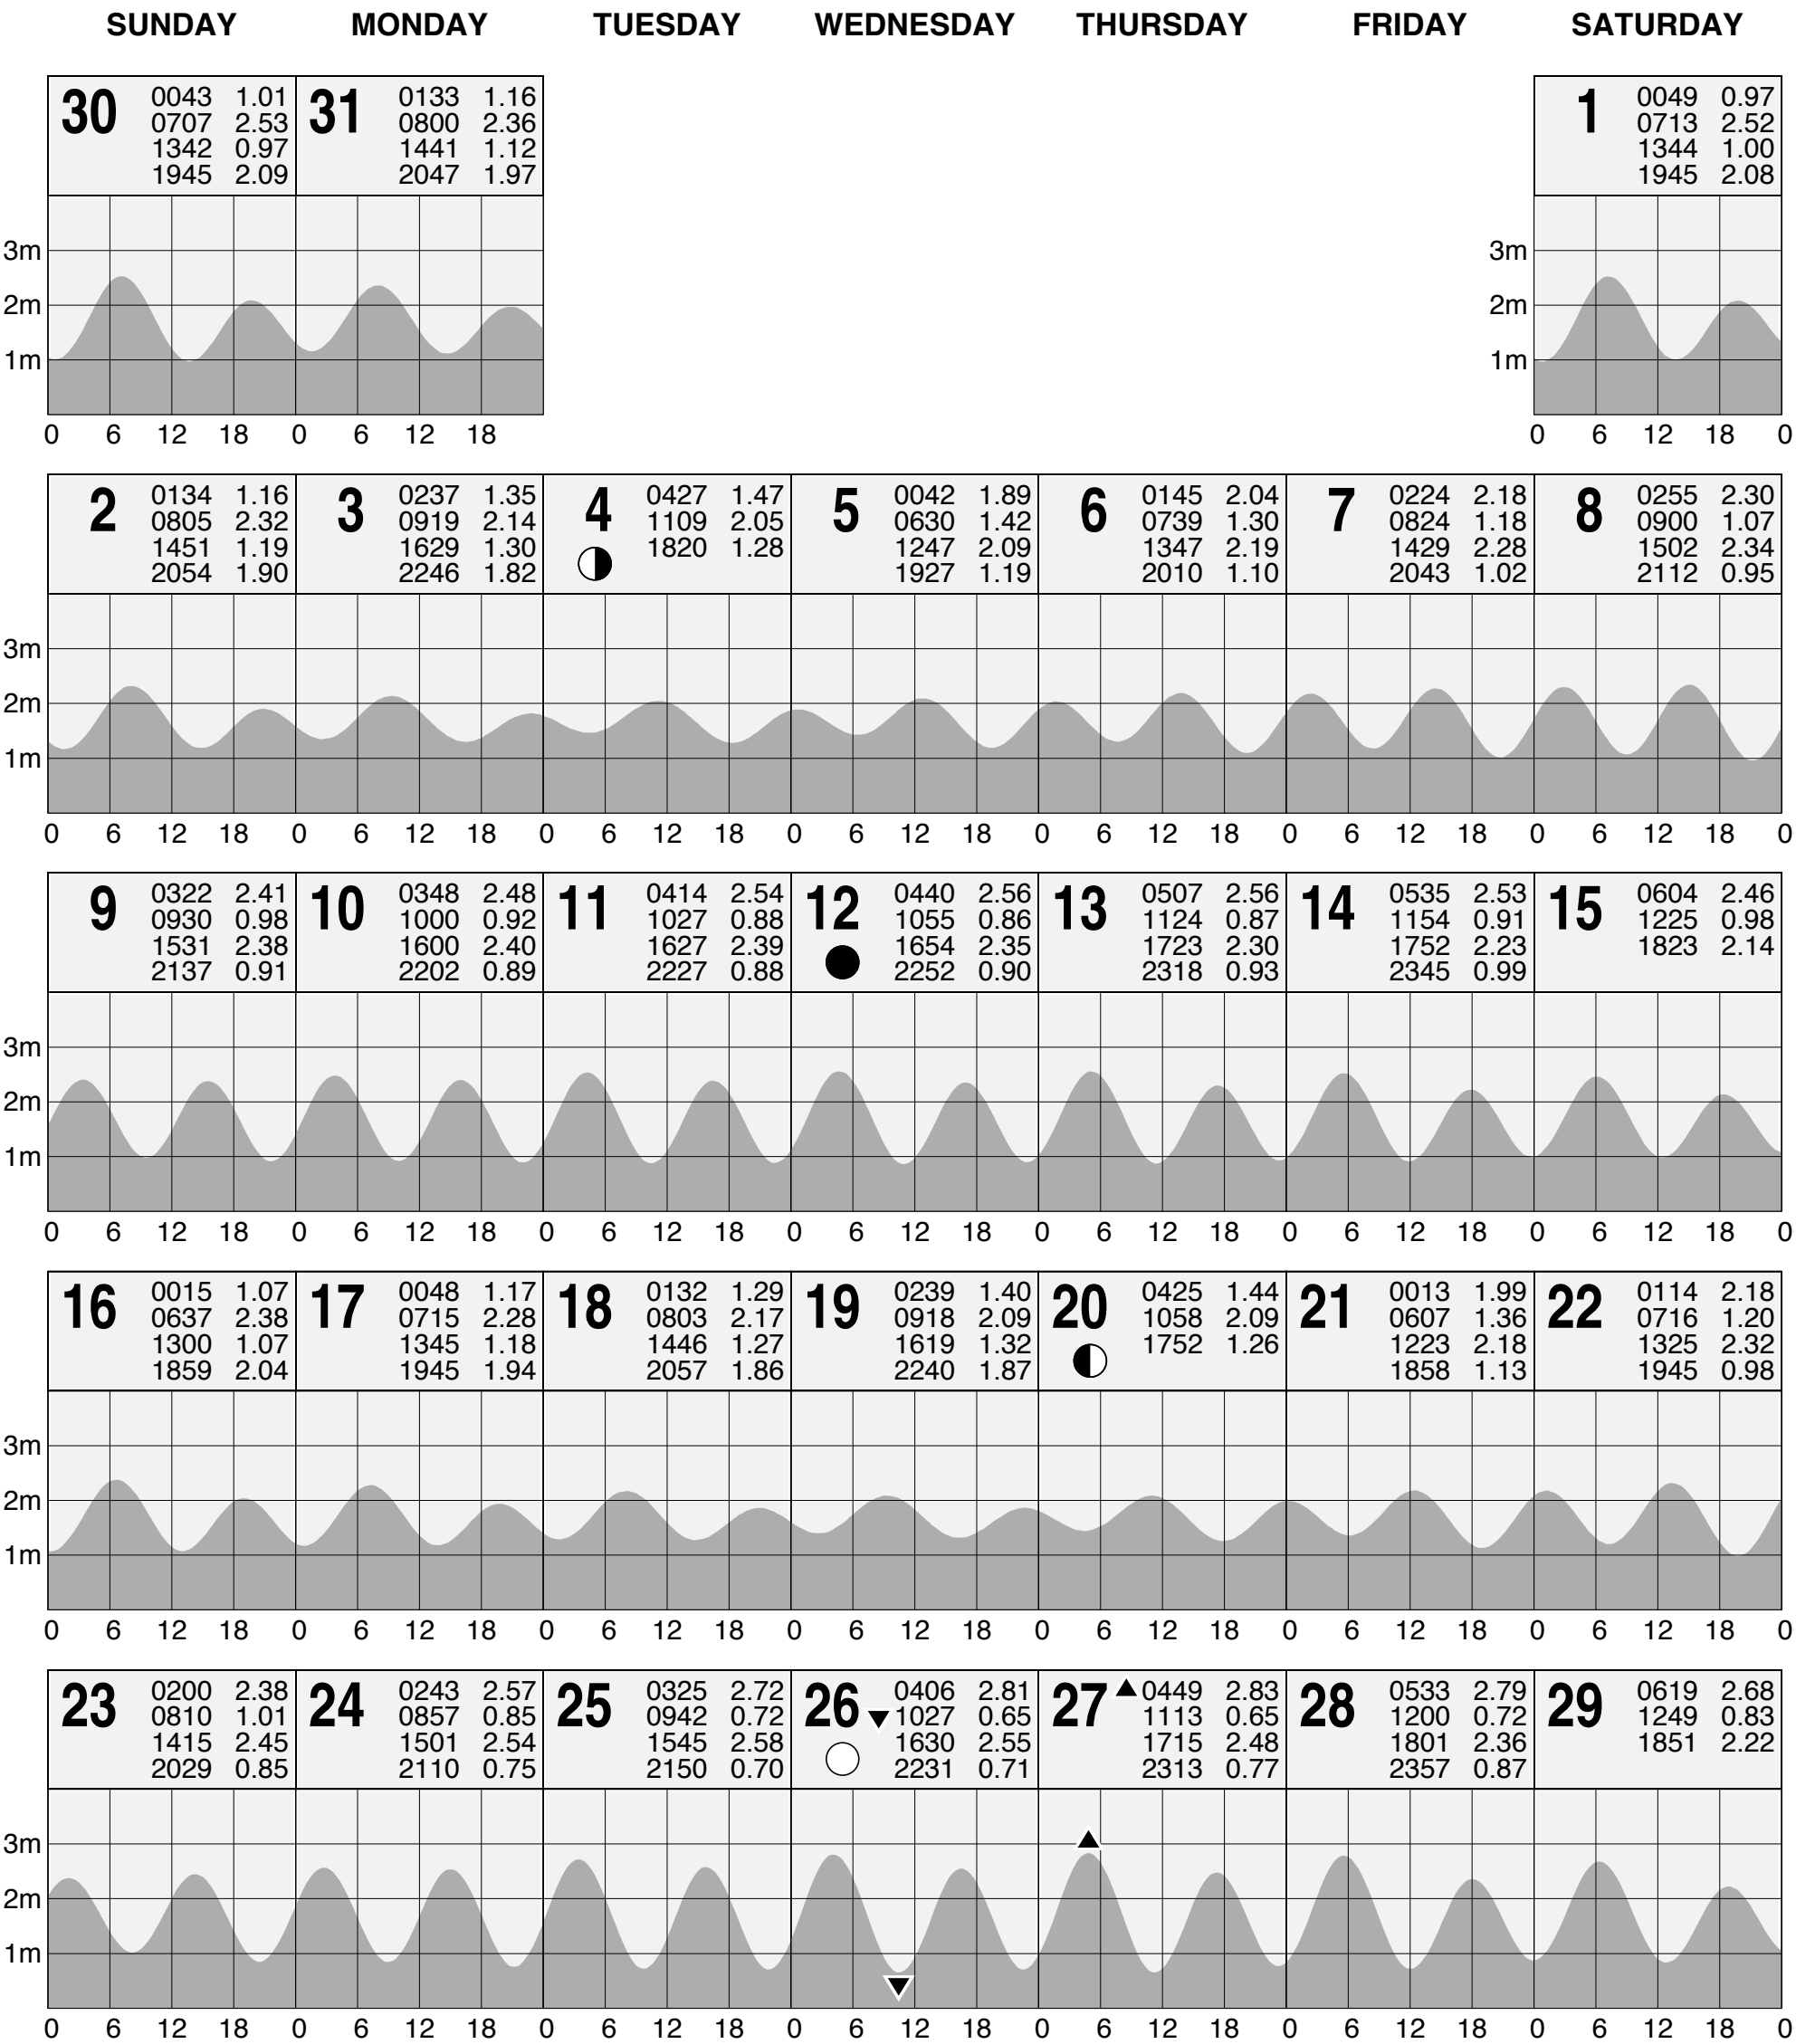 SUNDAY MONDAY TUESDAY WEDNESDAY THURSDAY FRIDAY SATURDAY
30 0043 1.01 31 0133 1.16 1 0049 0.97
0707 2.53 0800 2.36 0713 2.52
1342 0.97 1441 1.12 1344 1.00
1945 2.09 2047 1.97 1945 2.08
3m 3m
2m 2m
1m 1m
0 6 12 18 0 6 12 18 0 6 12 18 0
2 0134 1.16 3 0237 1.35 4 0427 1.47 5 0042 1.89 6 0145 2.04 7 0224 2.18 8 0255 2.30
0805 2.32 0919 2.14 1109 2.05 0630 1.42 0739 1.30 0824 1.18 0900 1.07
1451 1.19 1629 1.30 1820 1.28 1247 2.09 1347 2.19 1429 2.28 1502 2.34
2054 1.90 2246 1.82 1927 1.19 2010 1.10 2043 1.02 2112 0.95
3m
2m
1m
0 6 12 18 0 6 12 18 0 6 12 18 0 6 12 18 0 6 12 18 0 6 12 18 0 6 12 18 0
9 0322 2.41 10 0348 2.48 11 0414 2.54 12 0440 2.56 13 0507 2.56 14 0535 2.53 15 0604 2.46
0930 0.98 1000 0.92 1027 0.88 1055 0.86 1124 0.87 1154 0.91 1225 0.98
1531 2.38 1600 2.40 1627 2.39 1654 2.35 1723 2.30 1752 2.23 1823 2.14
2137 0.91 2202 0.89 2227 0.88 2252 0.90 2318 0.93 2345 0.99
3m
2m
1m
0 6 12 18 0 6 12 18 0 6 12 18 0 6 12 18 0 6 12 18 0 6 12 18 0 6 12 18 0
16 0015 1.07 17 0048 1.17 18 0132 1.29 19 0239 1.40 20 0425 1.44 21 0013 1.99 22 0114 2.18
0637 2.38 0715 2.28 0803 2.17 0918 2.09 1058 2.09 0607 1.36 0716 1.20
1300 1.07 1345 1.18 1446 1.27 1619 1.32 1752 1.26 1223 2.18 1325 2.32
1859 2.04 1945 1.94 2057 1.86 2240 1.87 1858 1.13 1945 0.98
3m
2m
1m
0 6 12 18 0 6 12 18 0 6 12 18 0 6 12 18 0 6 12 18 0 6 12 18 0 6 12 18 0
23 0200 2.38 24 0243 2.57 25 0325 2.72 26 0406 2.81 27 0449 2.83 28 0533 2.79 29 0619 2.68
0810 1.01 0857 0.85 0942 0.72 1027 0.65 1113 0.65 1200 0.72 1249 0.83
1415 2.45 1501 2.54 1545 2.58 1630 2.55 1715 2.48 1801 2.36 1851 2.22
2029 0.85 2110 0.75 2150 0.70 2231 0.71 2313 0.77 2357 0.87
3m
2m
1m
0 6 12 18 0 6 12 18 0 6 12 18 0 6 12 18 0 6 12 18 0 6 12 18 0 6 12 18 0